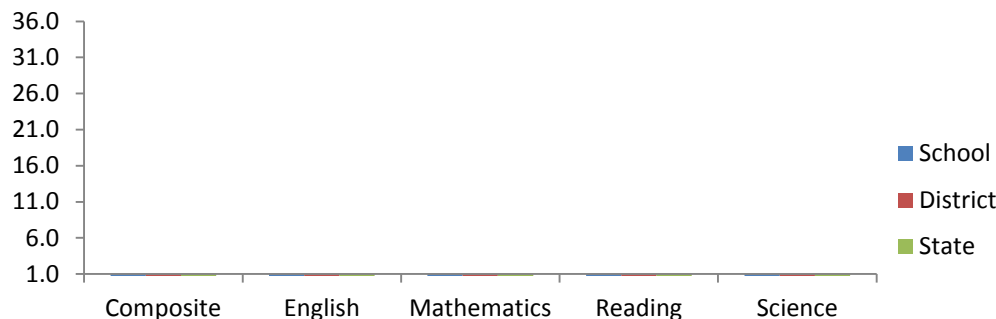 36.0
31.0
26.0
21.0
16.0
11.0
6.0
1.0
Composite English Mathematics Reading Science
School
District
State